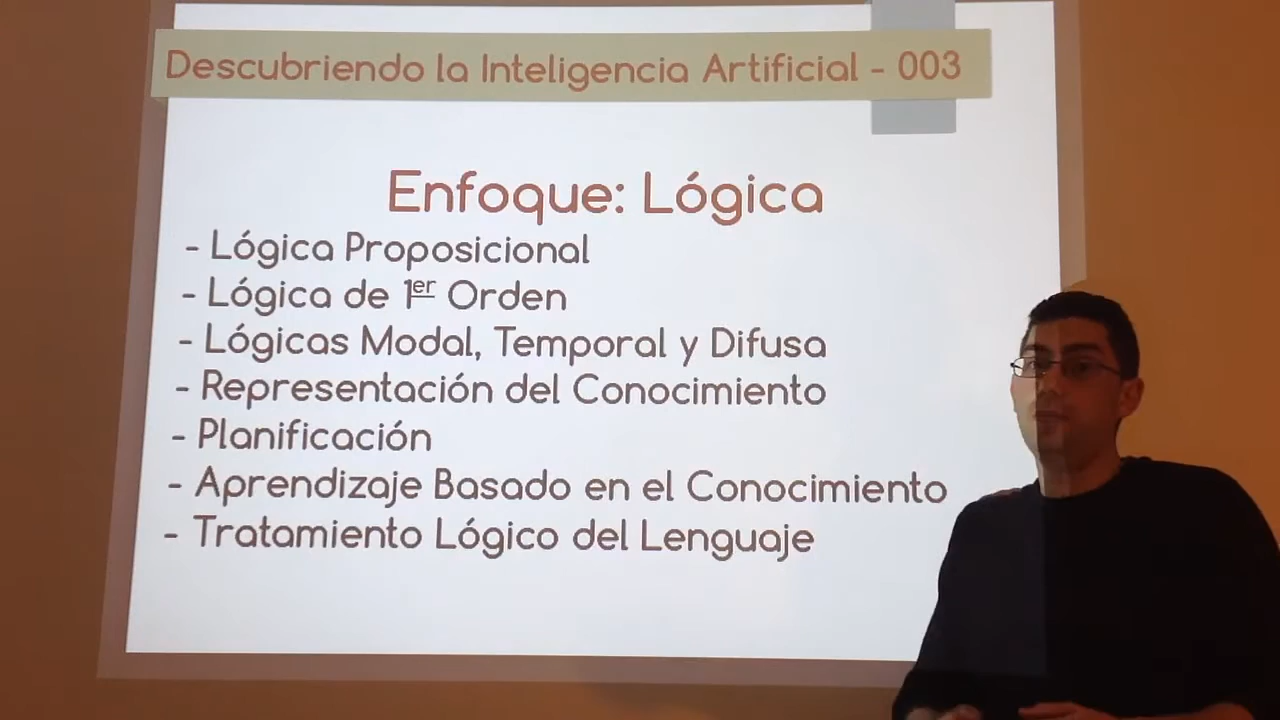 Descubriendo la Inteligencia Artificial - 003
Enfoque: Lógica
- Lógica Proposicional
- Lógica de 1er Orden
- Lógicas Modal, Temporal y Difusa
- Representación del Conocimiento
- Planificación
- Aprendizaje Basado en el Conocimiento
- Tratamiento Lógico del Lenguaje